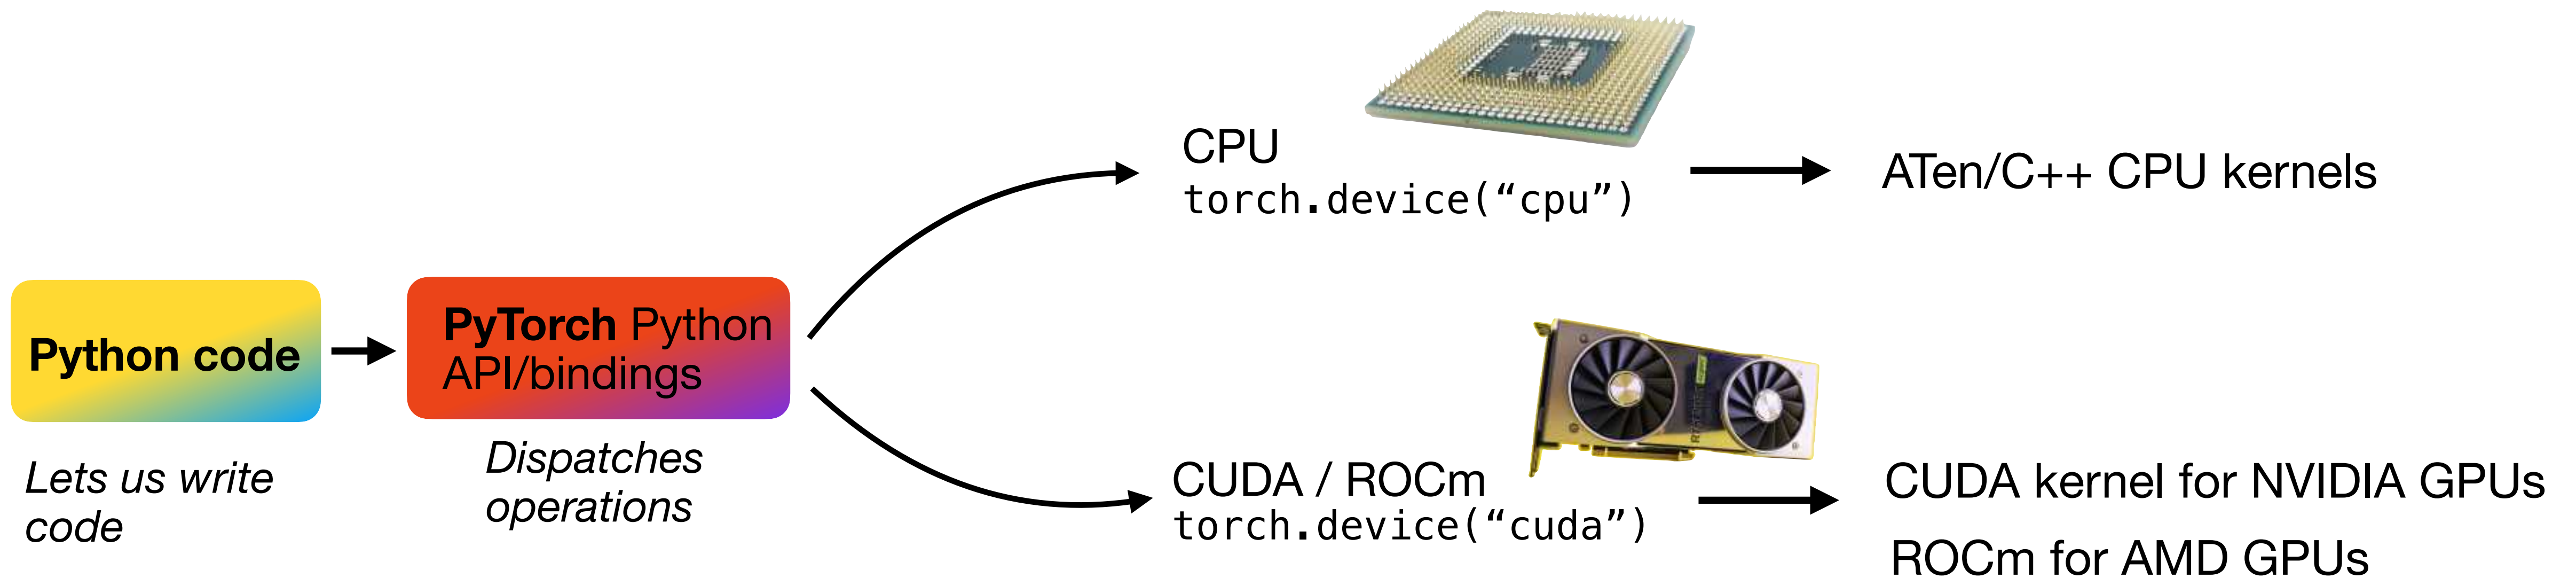 CPU
torch.device(“cpu”)
ATen/C++ CPU kernels
Python code
PyTorch Python
API/bindings
Lets us write
code
Dispatches
operations
CUDA / ROCm
torch.device(“cuda”)
CUDA kernel for NVIDIA GPUs
ROCm for AMD GPUs